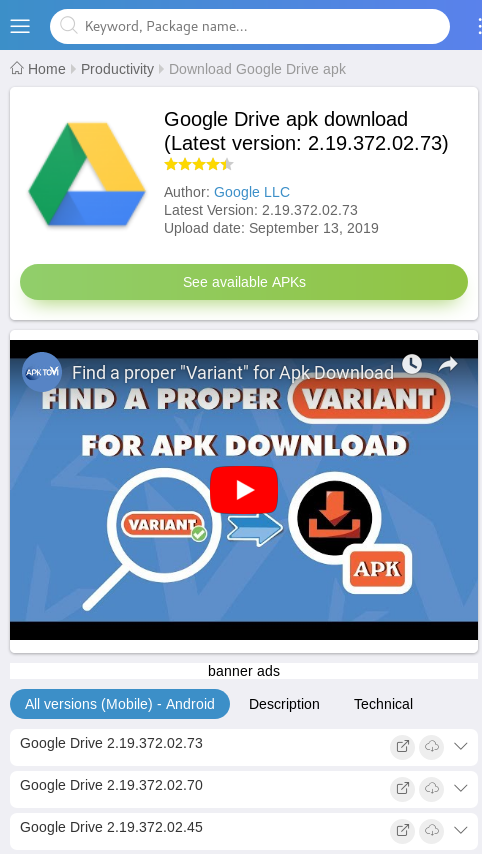 Keyword, Package name...
Home Productivity Download Google Drive apk
Google Drive apk download
(Latest version: 2.19.372.02.73)
Author: Google LLC
Latest Version: 2.19.372.02.73
Upload date: September 13, 2019
See available APKs
Find a proper "Variant" for Apk Download
FIND A PROPER VARIANT
FOR APK DOWNLOAD
VARIANT
APK
banner ads
All versions (Mobile) - Android Description Technical
Google Drive 2.19.372.02.73
Google Drive 2.19.372.02.70
Google Drive 2.19.372.02.45